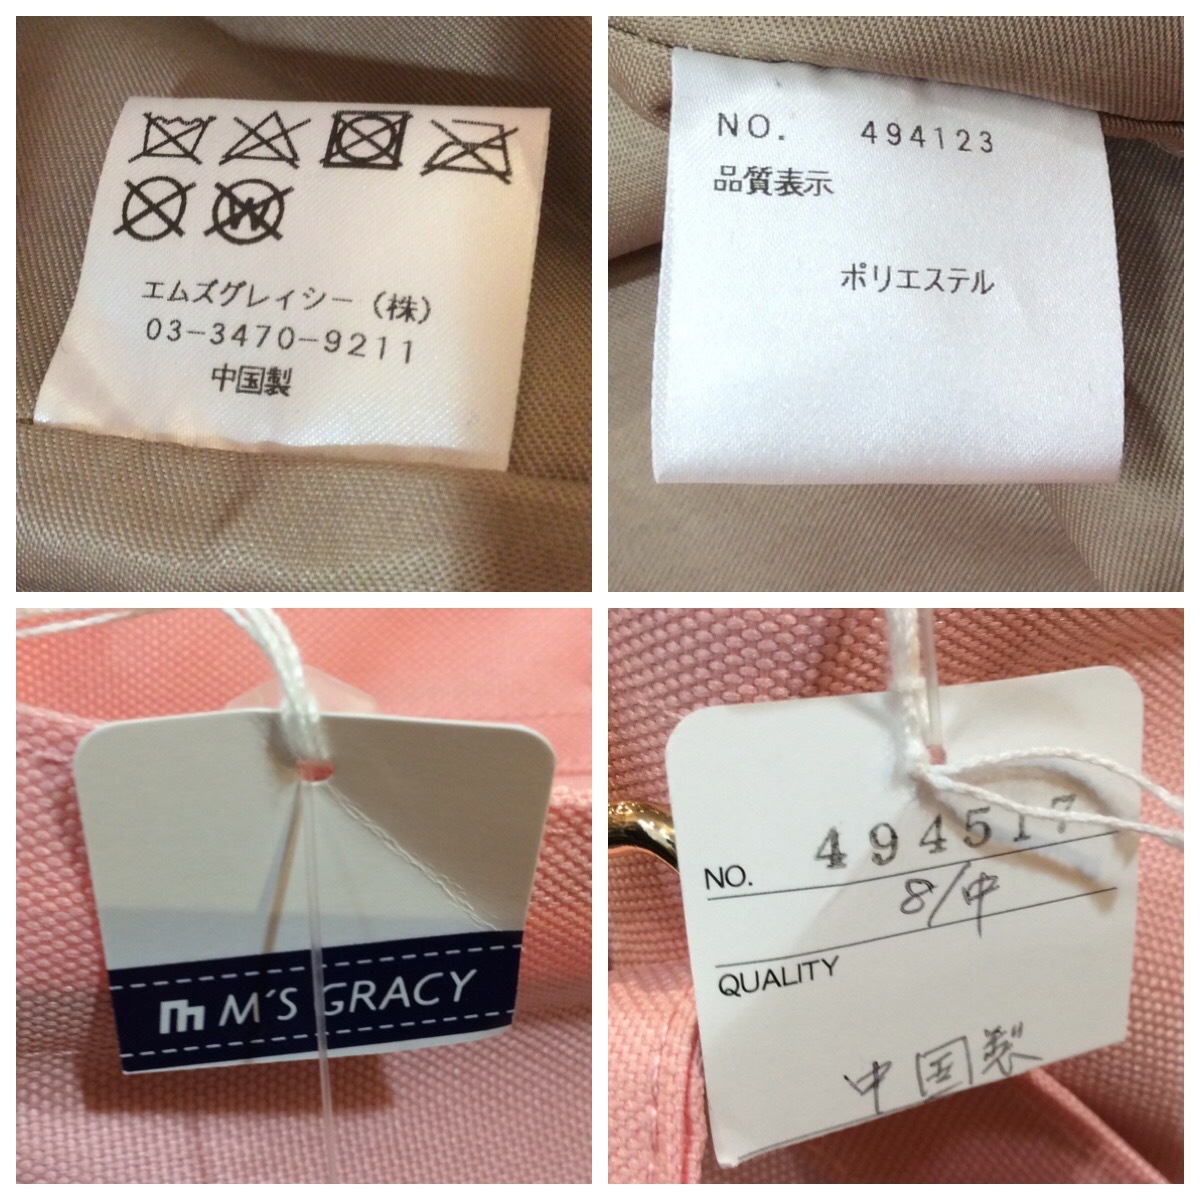 エムズグレイシー(株)
03-3470-9211
中国製
NO. 494123
品質表示
ポリエステル
M'S GRACY
NO. 494517
8/中
QUALITY
中国製